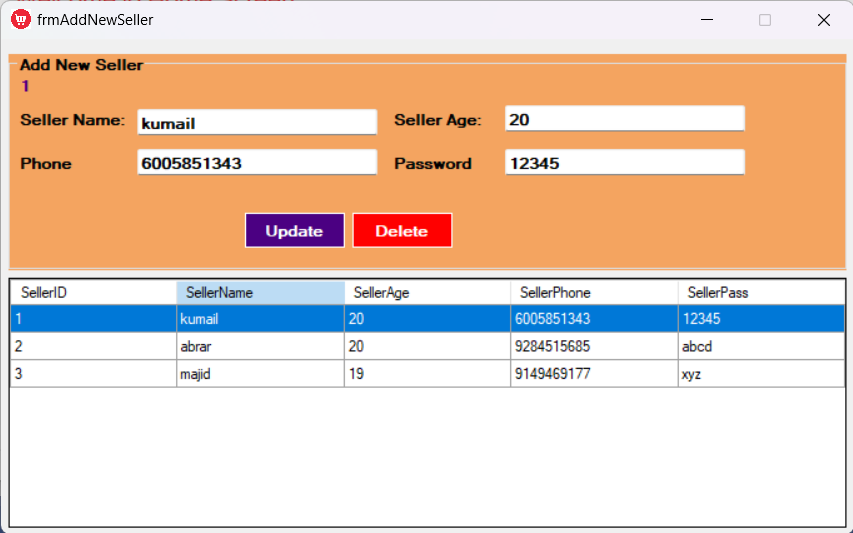 frmAddNewSeller
Add New Seller
1
Seller Name: kumail Seller Age: 20
Phone 6005851343 Password 12345
Update Delete
SellerID SellerName SellerAge SellerPhone SellerPass
1 kumail 20 6005851343 12345
2 abrar 20 9284515685 abcd
3 majid 19 9149469177 xyz